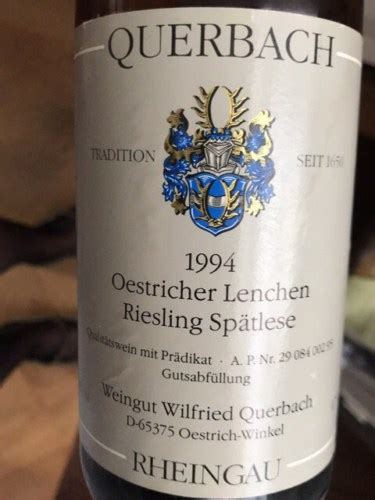 QUERBACH
TRADITION SEIT 1650
1994
Oestricher Lenchen
Riesling Spätlese
Qualitätswein mit Prädikat · A. P. Nr. 29 084 002 95
Gutsabfüllung
Weingut Wilfried Querbach
D-65375 Oestrich-Winkel
RHEINGAU